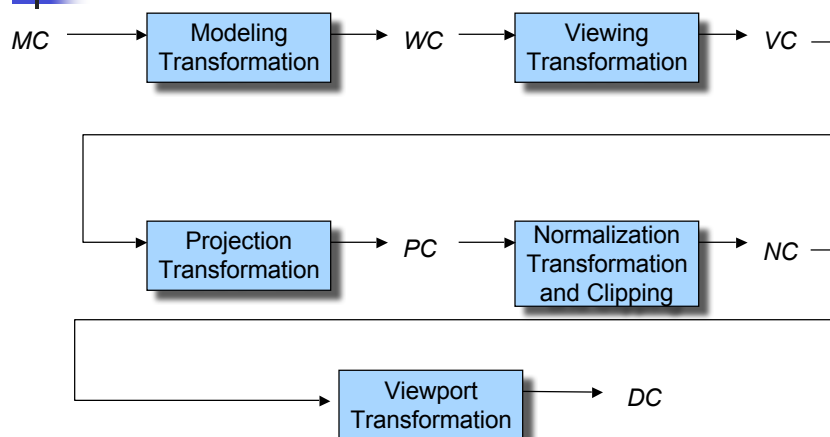 MC
Modeling
Transformation
WC
Viewing
Transformation
VC
Projection
Transformation
PC
Normalization
Transformation
and Clipping
NC
Viewport
Transformation
DC